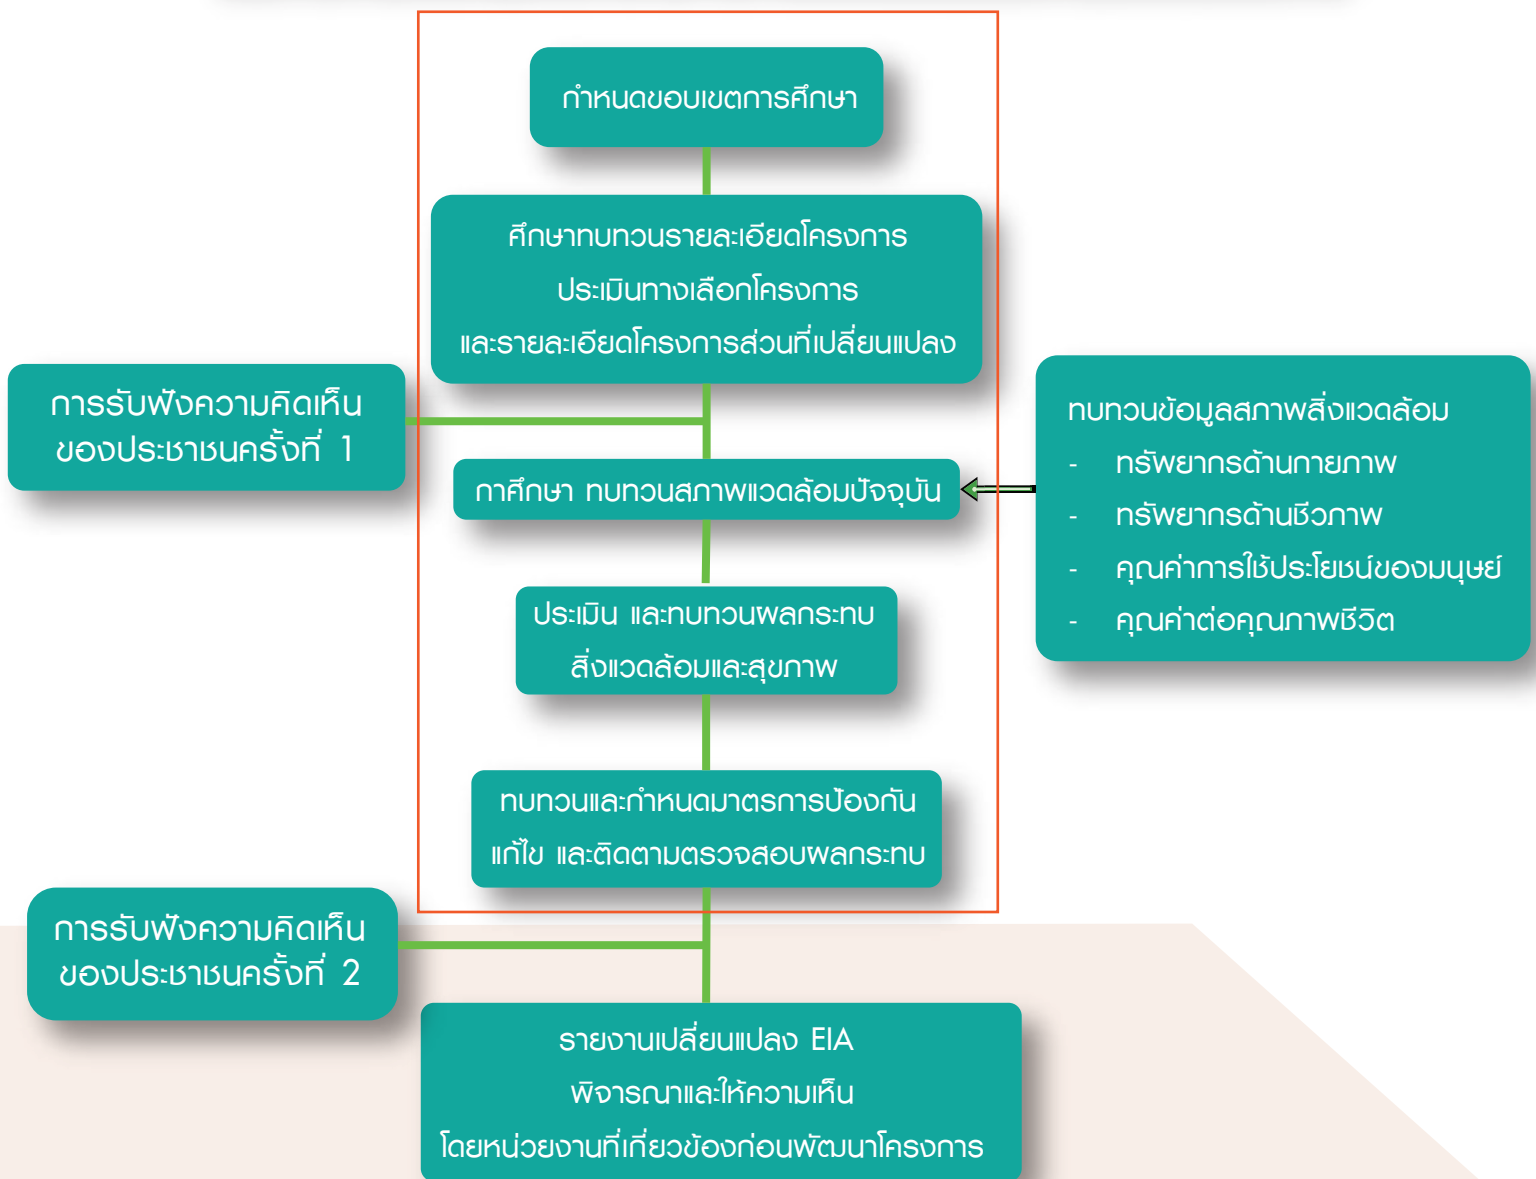 กำหนดขอบเขตการศึกษา
ศึกษาทบทวนรายละเอียดโครงการ
ประเมินทางเลือกโครงการ
และรายละเอียดโครงการส่วนที่เปลี่ยนแปลง
การรับฟังความคิดเห็น
ของประชาชนครั้งที่ 1
กาศึกษา ทบทวนสภาพแวดล้อมปัจจุบัน
ทบทวนข้อมูลสภาพสิ่งแวดล้อม
- ทรัพยากรด้านกายภาพ
- ทรัพยากรด้านชีวภาพ
- คุณค่าการใช้ประโยชน์ของมนุษย์
- คุณค่าต่อคุณภาพชีวิต
ประเมิน และทบทวนผลกระทบ
สิ่งแวดล้อมและสุขภาพ
ทบทวนและกำหนดมาตรการป้องกัน
แก้ไข และติดตามตรวจสอบผลกระทบ
การรับฟังความคิดเห็น
ของประชาชนครั้งที่ 2
รายงานเปลี่ยนแปลง EIA
พิจารณาและให้ความเห็น
โดยหน่วยงานที่เกี่ยวข้องก่อนพัฒนาโครงการ